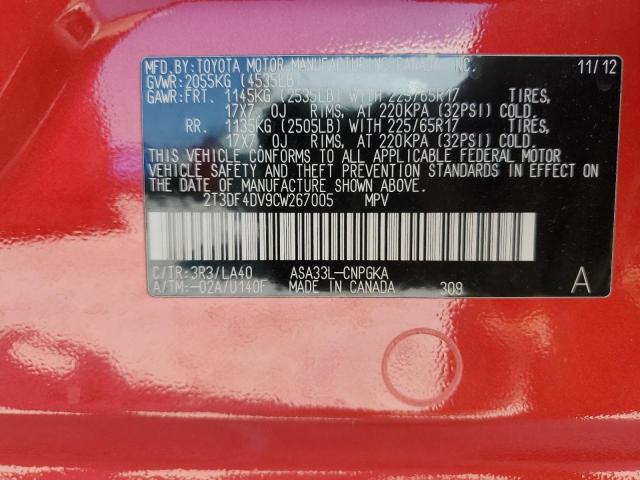 MFD.BY:TOYOTA MOTOR MANUFACTURING CANADA INC. 11/12
GVWR:2055KG (4535LB)
GAWR:FRT. 1145KG (2535LB) WITH 225/65R17 TIRES,
17X7 0J RIMS, AT 220KPA (32PSI) COLD.
RR. 1135KG (2505LB) WITH 225/65R17 TIRES,
17X7 0J RIMS, AT 220KPA (32PSI) COLD.
THIS VEHICLE CONFORMS TO ALL APPLICABLE FEDERAL MOTOR
VEHICLE SAFETY AND THEFT PREVENTION STANDARDS IN EFFECT ON THE
DATE OF MANUFACTURE SHOWN ABOVE.
2T3DF4DV9CW267005 MPV
C/TR:3R3/LA40 ASA33L-CNPGKA
A/TM:-02A/U140F MADE IN CANADA 309 A